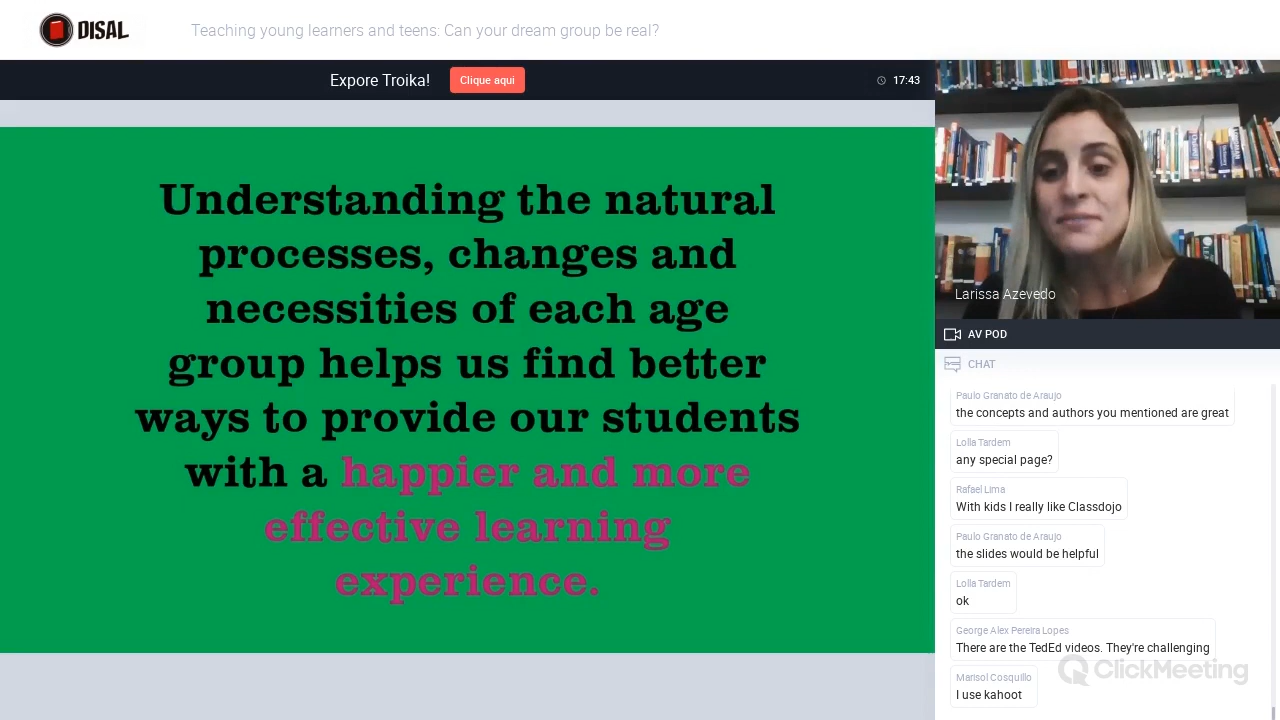 DISAL
Teaching young learners and teens: Can your dream group be real?
Expore Troika!
Clique aqui
17:43
Understanding the natural
processes, changes and
necessities of each age
group helps us find better
ways to provide our students
with a happier and more
effective learning
experience.
Larissa Azevedo
AV POD
CHAT
Paulo Granato de Araujo
the concepts and authors you mentioned are great
Lolla Tardem
any special page?
Rafael Lima
With kids I really like Classdojo
Paulo Granato de Araujo
the slides would be helpful
Lolla Tardem
ok
George Alex Pereira Lopes
There are the TedEd videos. They're challenging
ClickMeeting
Marisol Cosquillo
I use kahoot